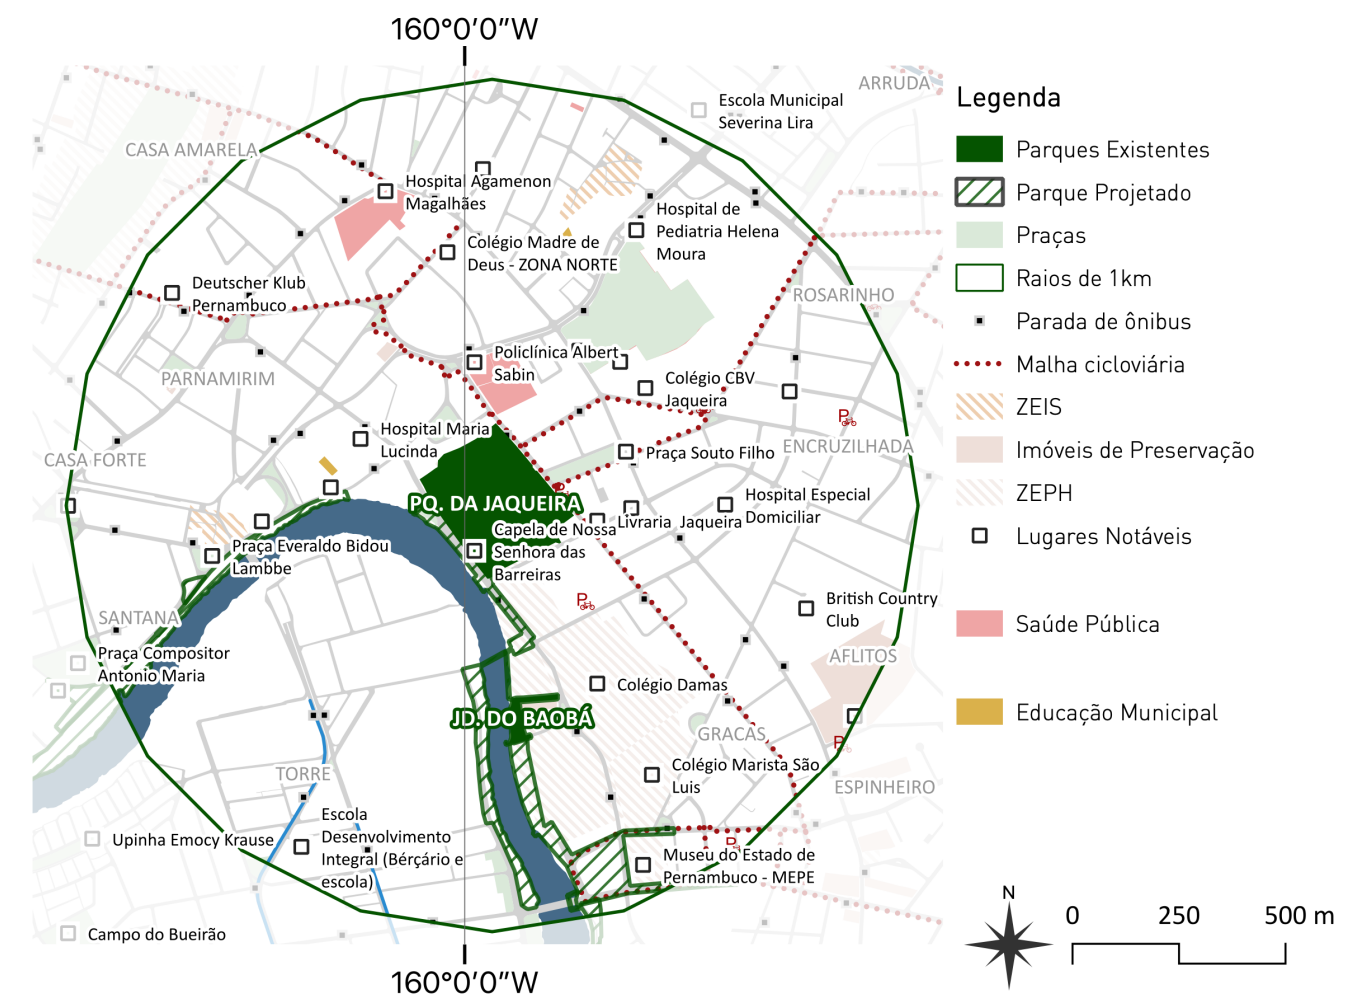 160°0'0"W
ARRUDA
Escola Municipal
Severina Lira
CASA AMARELA
Hospital Agamenon
Magalhães
Hospital de
Pediatria Helena
Moura
Colégio Madre de
Deus - ZONA NORTE
Deutscher Klub
Pernambuco
ROSARINHO
Policlínica Albert
Sabin
PARNAMIRIM
Colégio CBV
Jaqueira
P
Hospital Maria
Lucinda
ENCRUZILHADA
Praça Souto Filho
CASA FORTE
PQ. DA JAQUEIRA
Hospital Especial
Domiciliar
Livraria Jaqueira
Capela de Nossa
Senhora das
Barreiras
Praça Everaldo Bidou
Lambbe
P
British Country
Club
SANTANA
Praça Compositor
Antonio Maria
AFLITOS
Colégio Damas
JD. DO BAOBÁ
GRAÇAS
P
TORRE
Colégio Marista São
Luis
ESPINHEIRO
Escola
Desenvolvimento
Integral (Bérçário e
escola)
Upinha Emocy Krause
P
Museu do Estado de
Pernambuco - MEPE
Campo do Bueirão
160°0'0"W
Legenda
Parques Existentes
Parque Projetado
Praças
Raios de 1km
Parada de ônibus
Malha cicloviária
ZEIS
Imóveis de Preservação
ZEPH
Lugares Notáveis
Saúde Pública
Educação Municipal
N
0 250 500 m